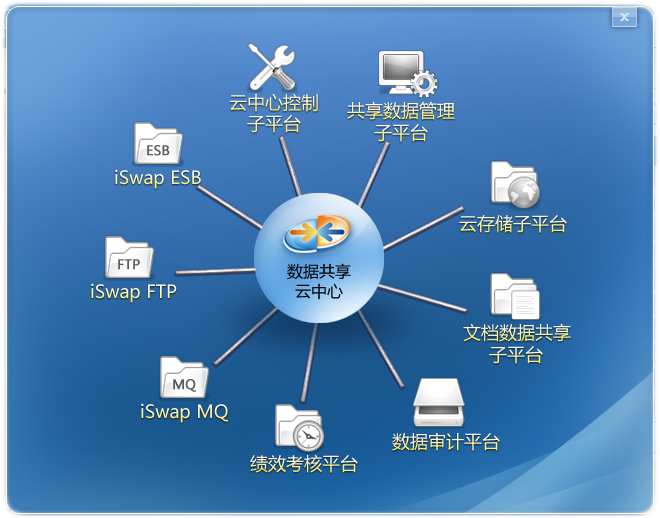 云中心控制
子平台
共享数据管理
子平台
ESB
iSwap ESB
云存储子平台
FTP
iSwap FTP
数据共享
云中心
文档数据共享
子平台
MQ
iSwap MQ
数据审计平台
绩效考核平台